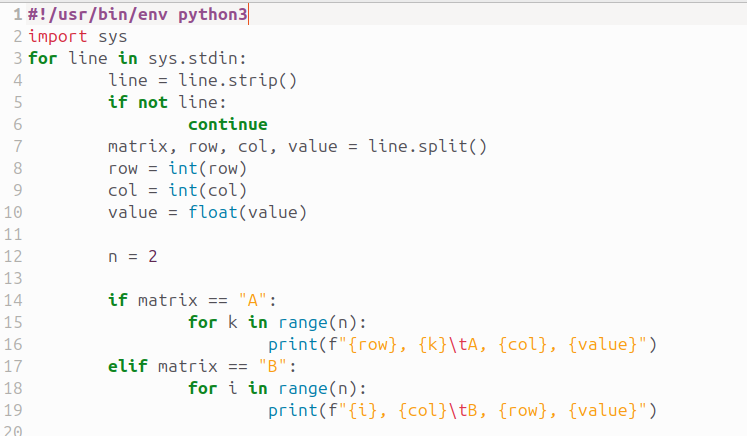 1 #!/usr/bin/env python3
2 import sys
3 for line in sys.stdin:
4         line = line.strip()
5         if not line:
6                 continue
7         matrix, row, col, value = line.split()
8         row = int(row)
9         col = int(col)
10         value = float(value)
11
12         n = 2
13
14         if matrix == "A":
15                 for k in range(n):
16                         print(f"{row}, {k}\tA, {col}, {value}")
17         elif matrix == "B":
18                 for i in range(n):
19                         print(f"{i}, {col}\tB, {row}, {value}")
20